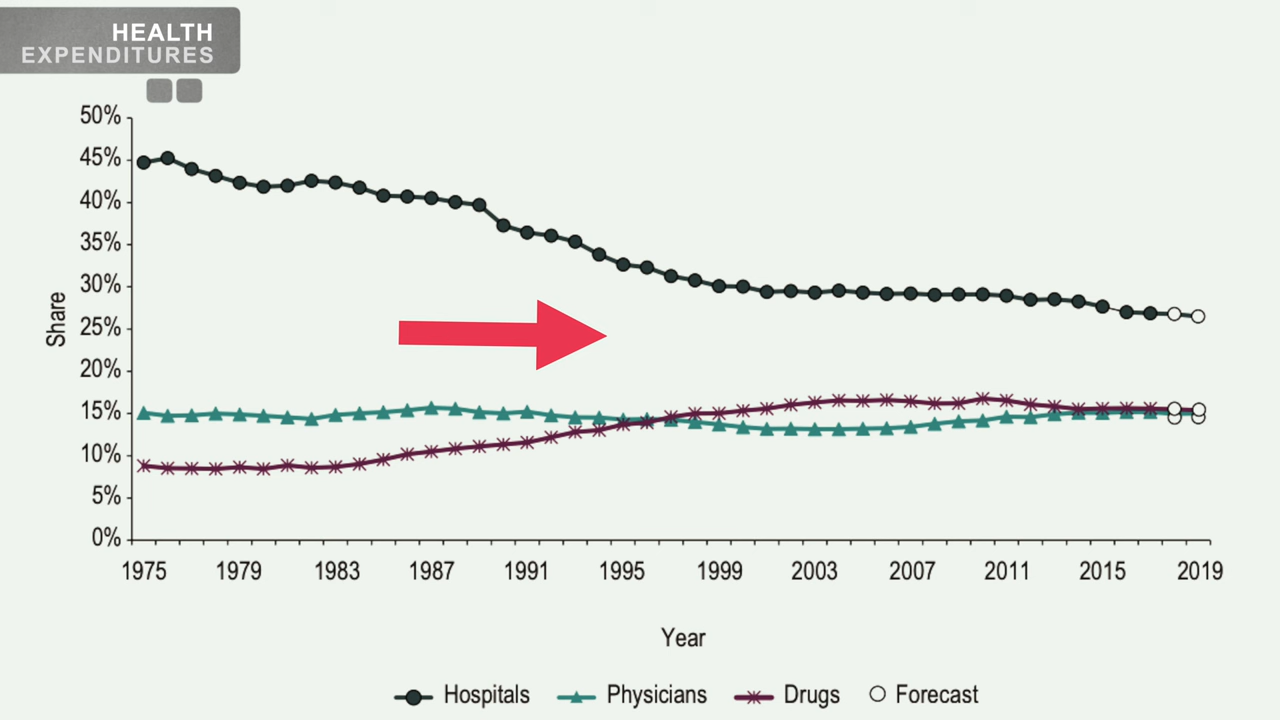 HEALTH
EXPENDITURES
50%
45%
40%
35%
30%
25%
20%
15%
10%
5%
0%
Share
1975 1979 1983 1987 1991 1995 1999 2003 2007 2011 2015 2019
Year
Hospitals Physicians Drugs Forecast